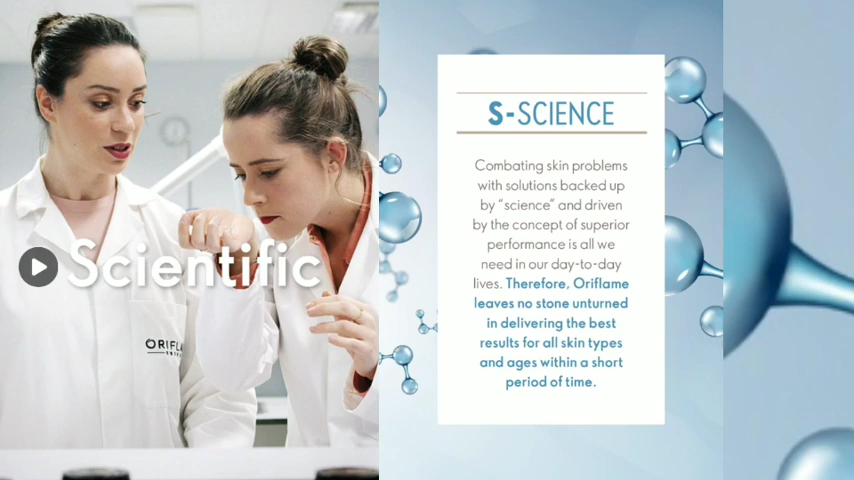 Scientific
ORIFLA
S-SCIENCE
Combating skin problems
with solutions backed up
by “science” and driven
by the concept of superior
performance is all we
need in our day-to-day
lives. Therefore, Oriflame
leaves no stone unturned
in delivering the best
results for all skin types
and ages within a short
period of time.